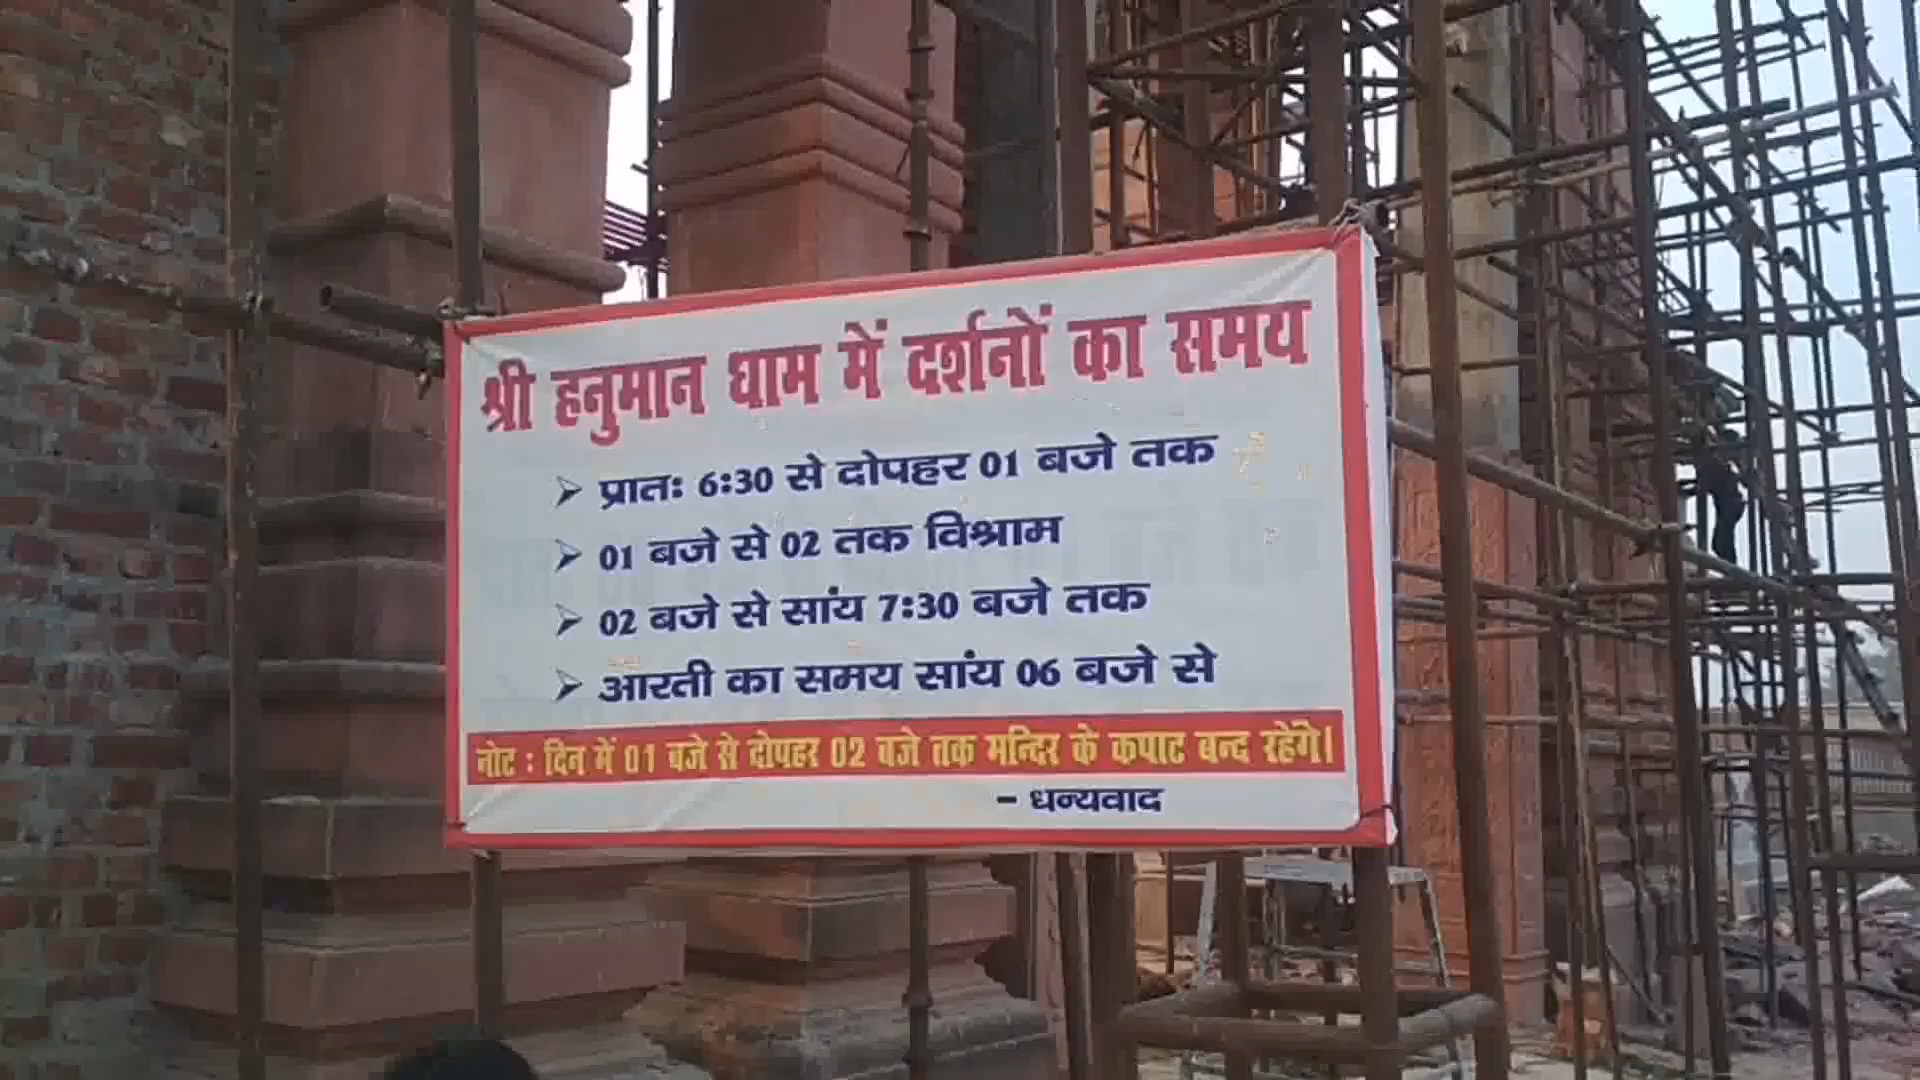 श्री हनुमान धाम में दर्शनों का समय
➢ प्रातः 6:30 से दोपहर 01 बजे तक
➢ 01 बजे से 02 तक विश्राम
➢ 02 बजे से सांय 7:30 बजे तक
➢ आरती का समय सांय 06 बजे से
नोट : दिन में 01 बजे से दोपहर 02 बजे तक मन्दिर के कपाट बन्द रहेंगे।
- धन्यवाद